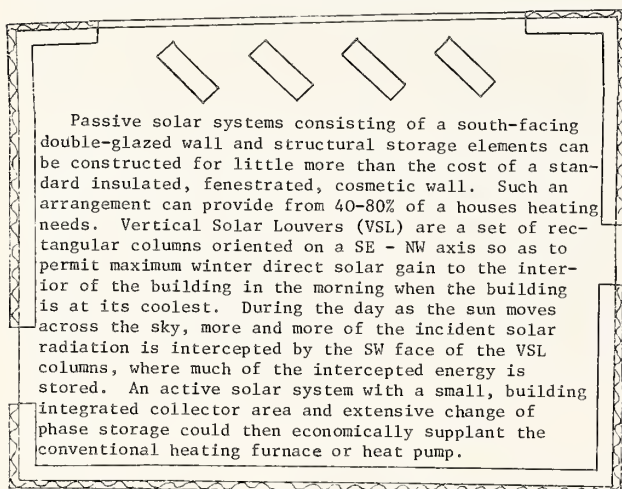 Passive solar systems consisting of a south-facing
double-glazed wall and structural storage elements can
be constructed for little more than the cost of a stan-
dard insulated, fenestrated, cosmetic wall. Such an
arrangement can provide from 40-80% of a houses heating
needs. Vertical Solar Louvers (VSL) are a set of rec-
tangular columns oriented on a SE - NW axis so as to
permit maximum winter direct solar gain to the inter-
ior of the building in the morning when the building
is at its coolest. During the day as the sun moves
across the sky, more and more of the incident solar
radiation is intercepted by the SW face of the VSL
columns, where much of the intercepted energy is
stored. An active solar system with a small, building
integrated collector area and extensive change of
phase storage could then economically supplant the
conventional heating furnace or heat pump.